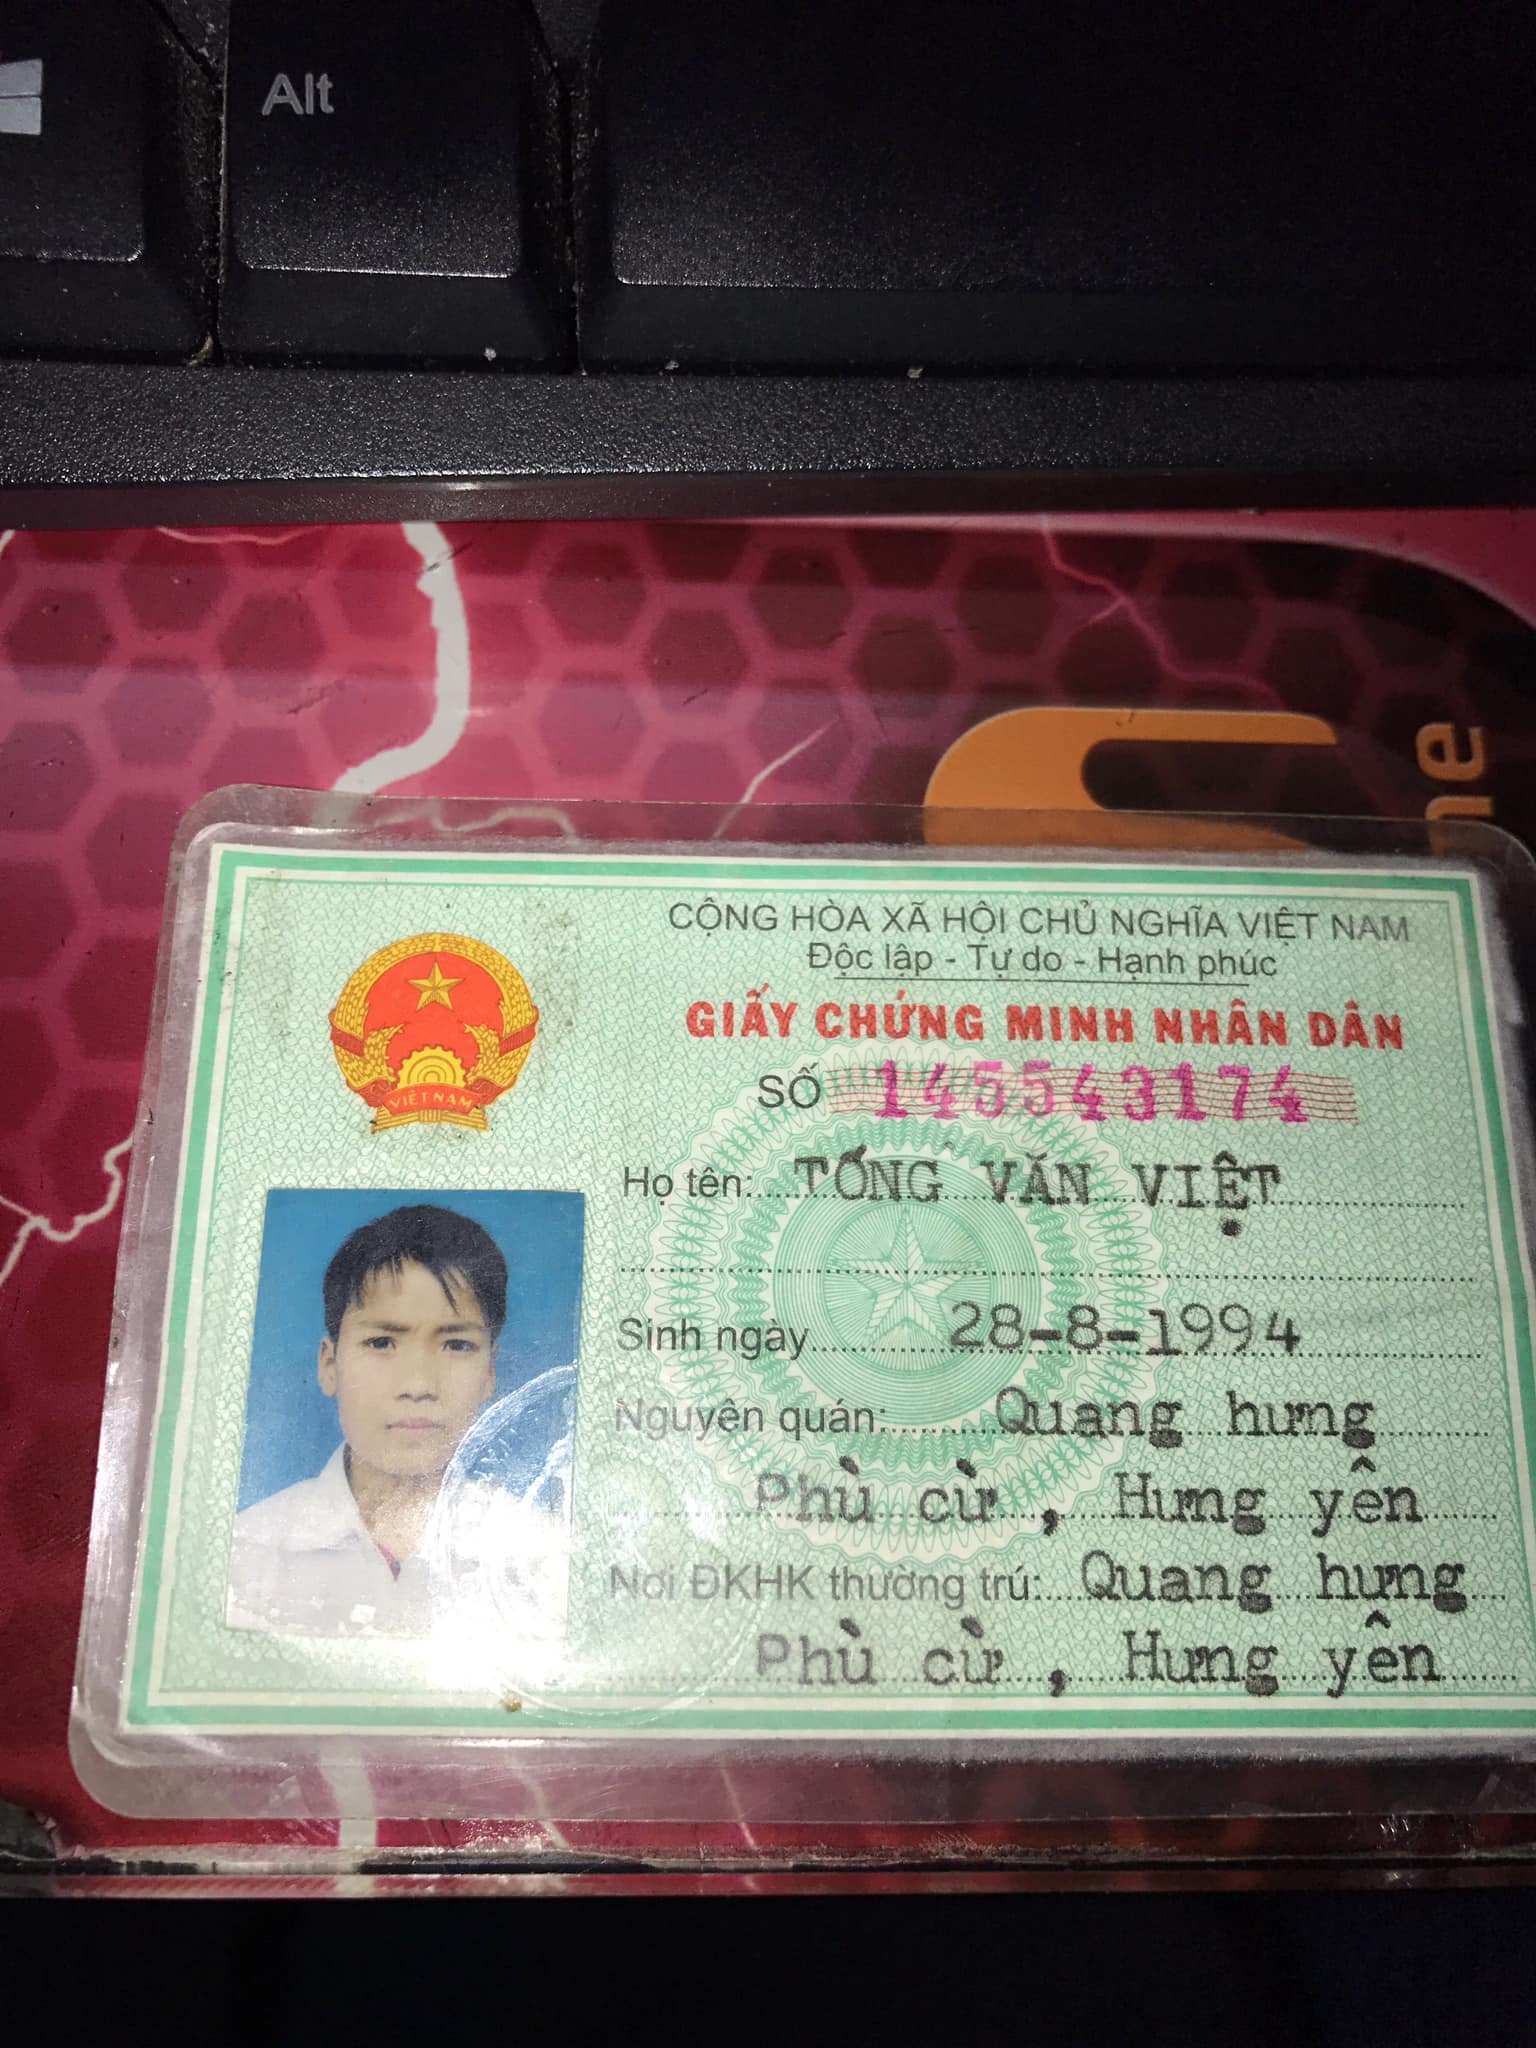 Alt
ne
CỘNG HÒA XÃ HỘI CHỦ NGHĨA VIỆT NAM
Độc lập - Tự do - Hạnh phúc
GIẤY CHỨNG MINH NHÂN DÂN
SỐ 145543174
VIỆT NAM
Họ tên: TỐNG VĂN VIỆT
Sinh ngày 28-8-1994
Nguyên quán: Quang hưng
Phù cừ , Hưng yên
Nơi ĐKHK thường trú: Quang hưng
Phù cừ , Hưng yên